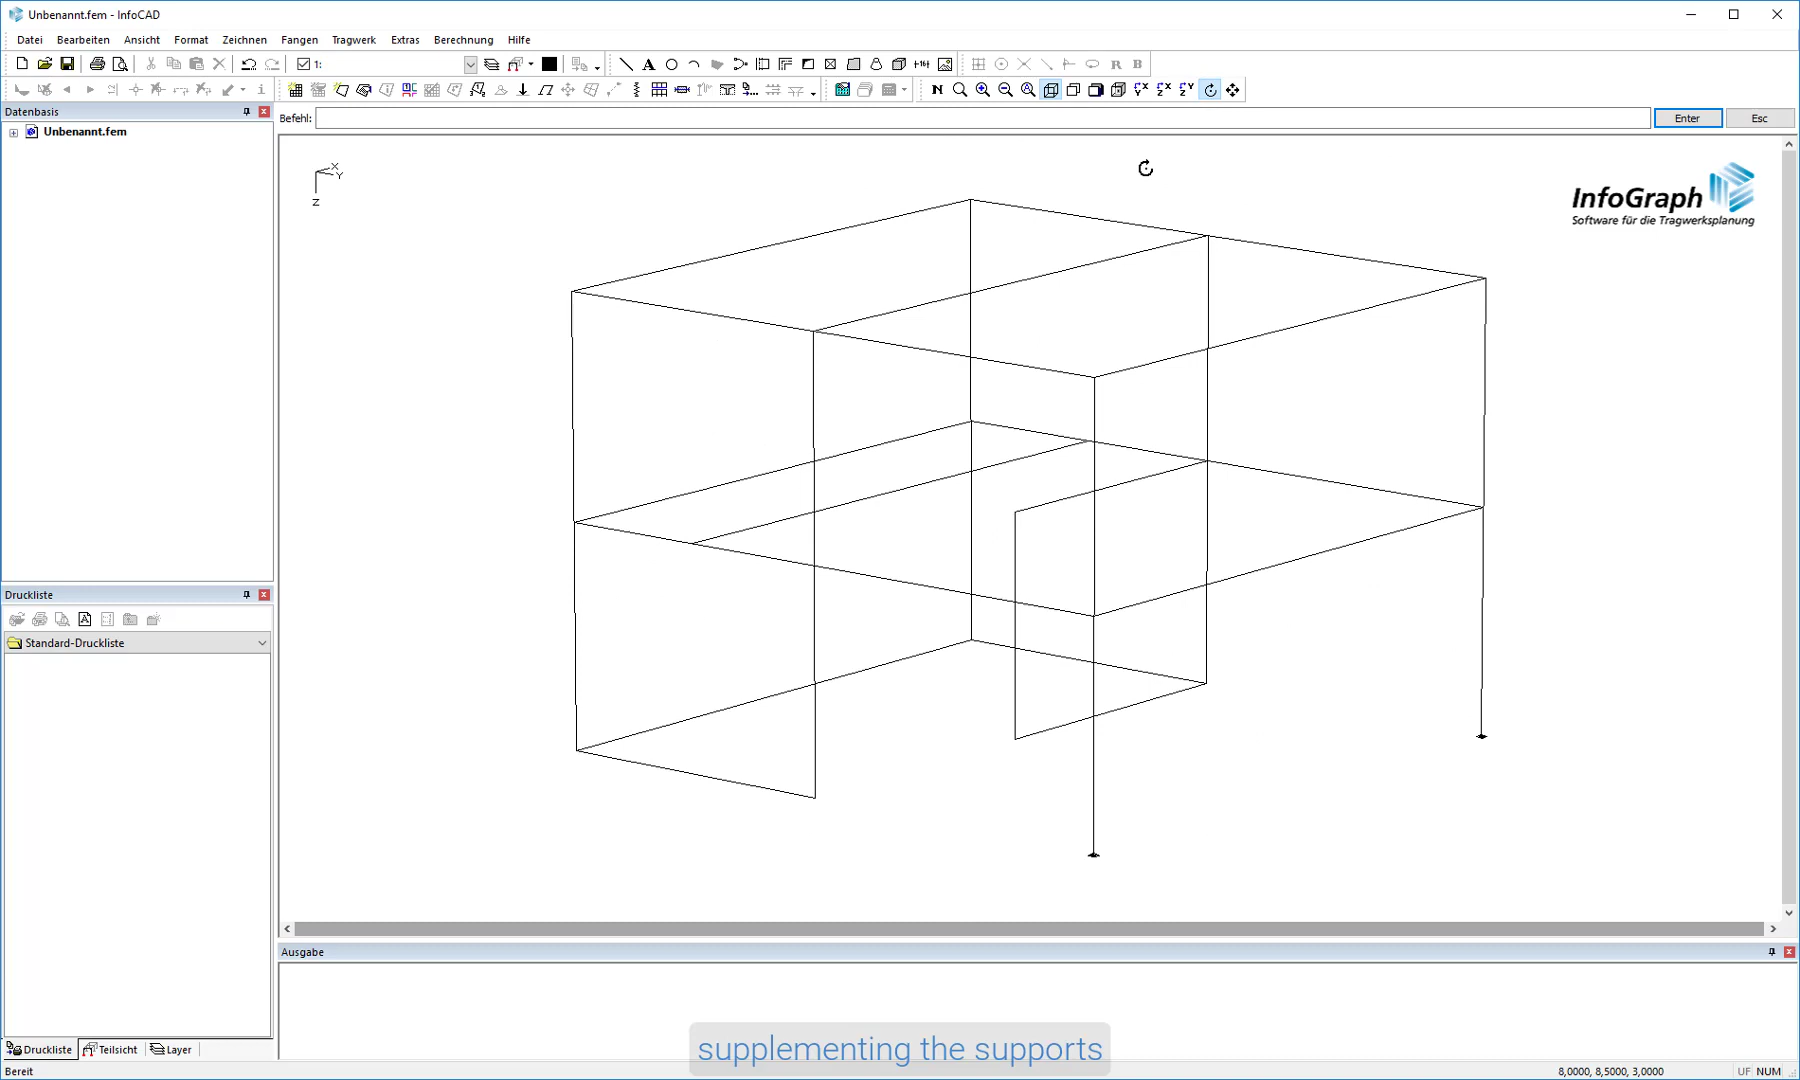 Unbenannt.fem - InfoCAD
Datei Bearbeiten Ansicht Format Zeichnen Fangen Tragwerk Extras Berechnung Hilfe
1:
Datenbasis
Befehl:
Enter
Esc
Unbenannt.fem
X
Y
Z
InfoGraph
Software für die Tragwerksplanung
Druckliste
Standard-Druckliste
Ausgabe
supplementing the supports
Druckliste Teilsicht Layer
Bereit
8,0000, 8,5000, 3,0000
UF NUM